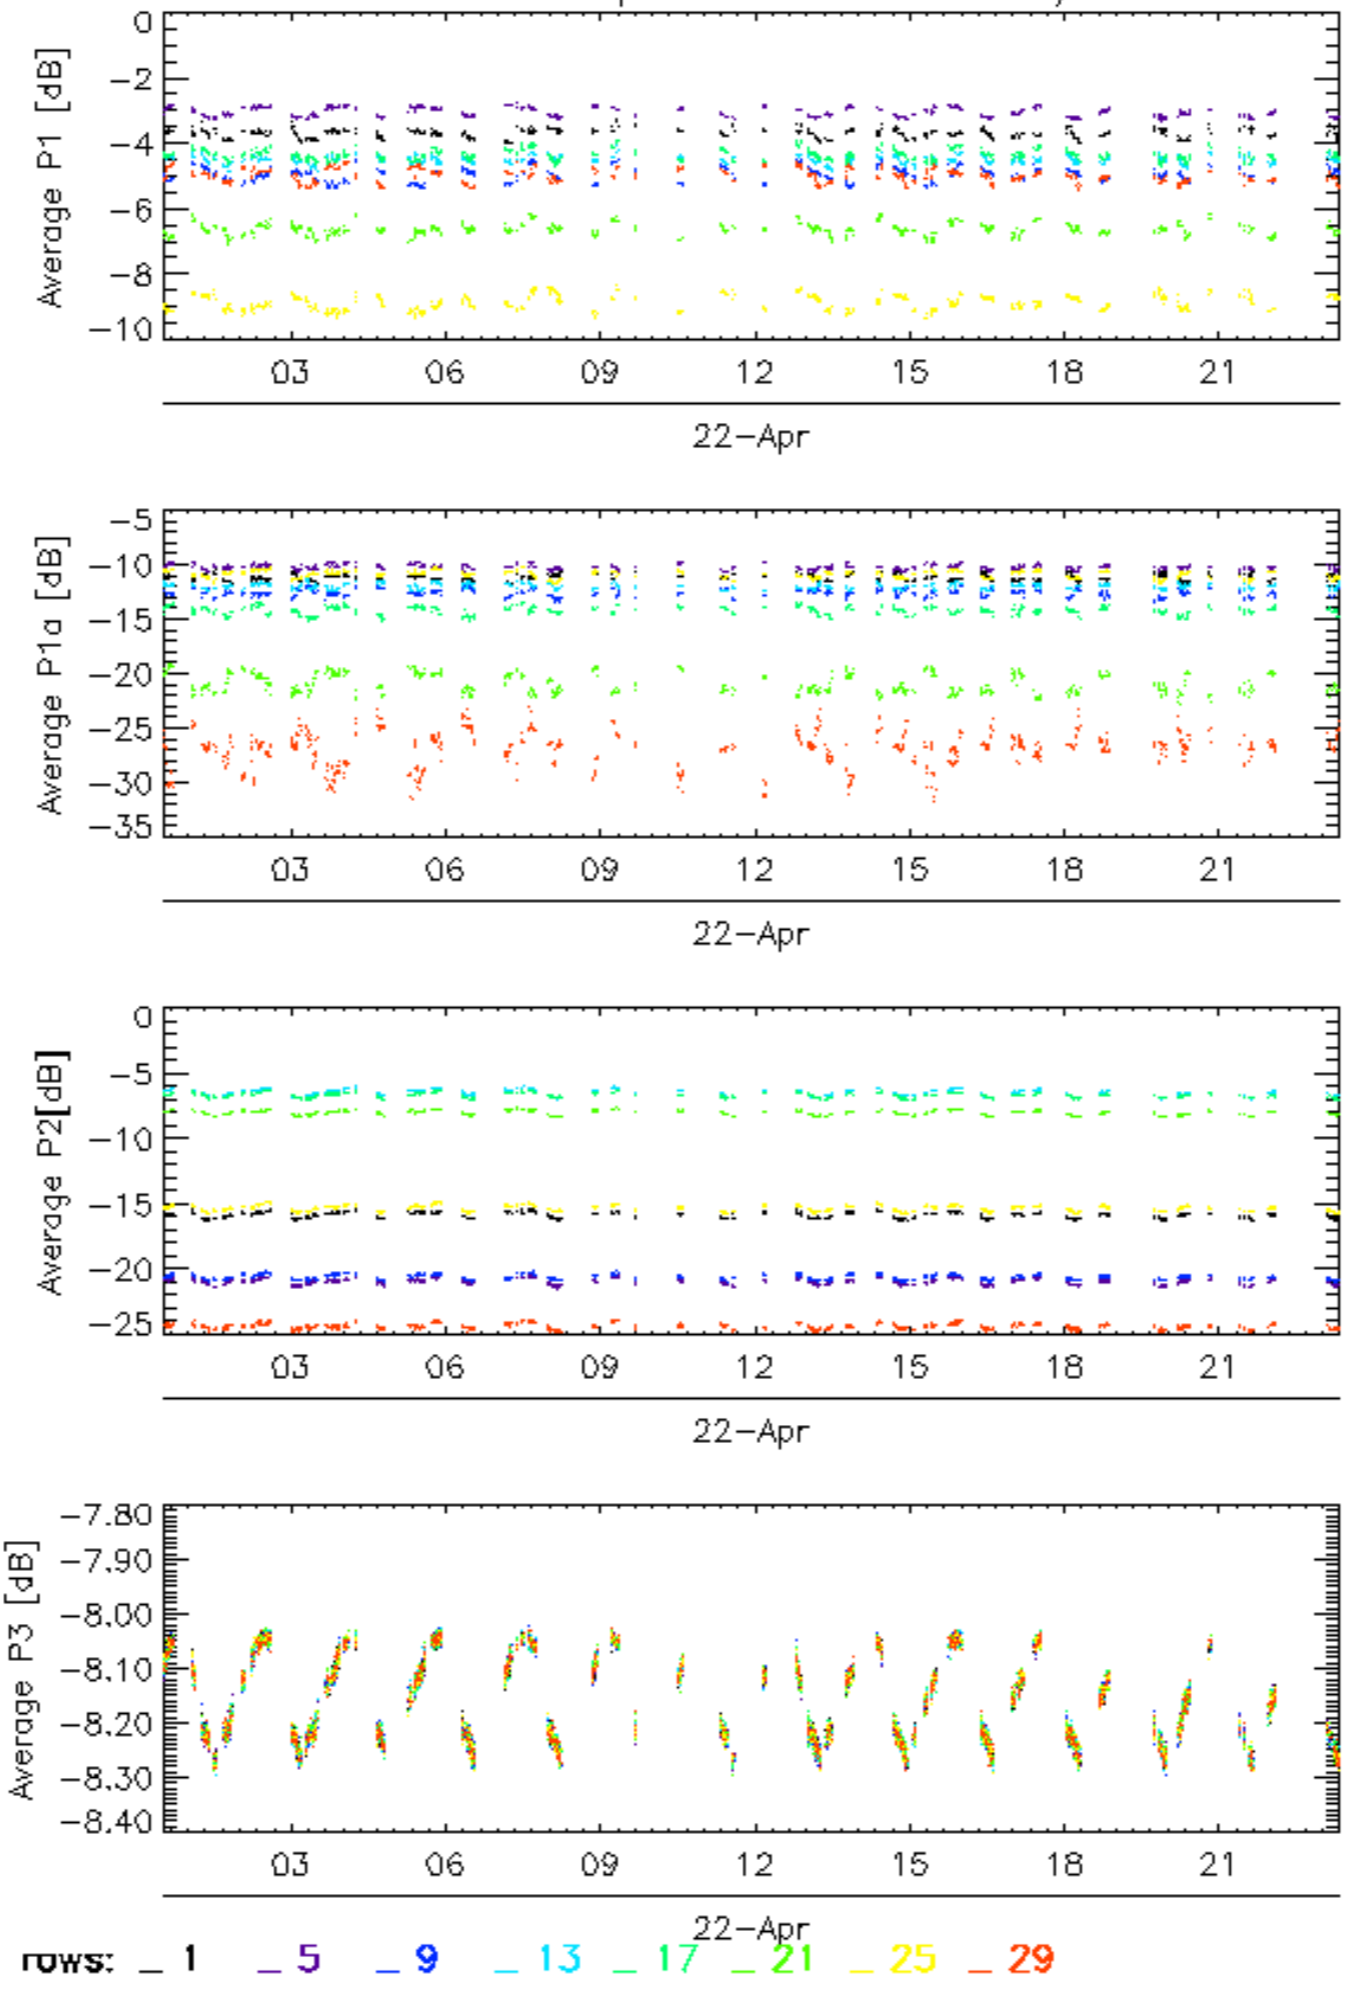 0
-2
-4
-6
-8
-10
Average P1 [dB]
03 06 09 12 15 18 21
22-Apr
-5
-10
-15
-20
-25
-30
-35
Average P1a [dB]
03 06 09 12 15 18 21
22-Apr
0
-5
-10
-15
-20
-25
Average P2[dB]
03 06 09 12 15 18 21
22-Apr
-7.80
-7.90
-8.00
-8.10
-8.20
-8.30
-8.40
Average P3 [dB]
03 06 09 12 15 18 21
22-Apr
rows: _ 1 _ 5 _ 9 _ 13 _ 17 _ 21 _ 25 _ 29